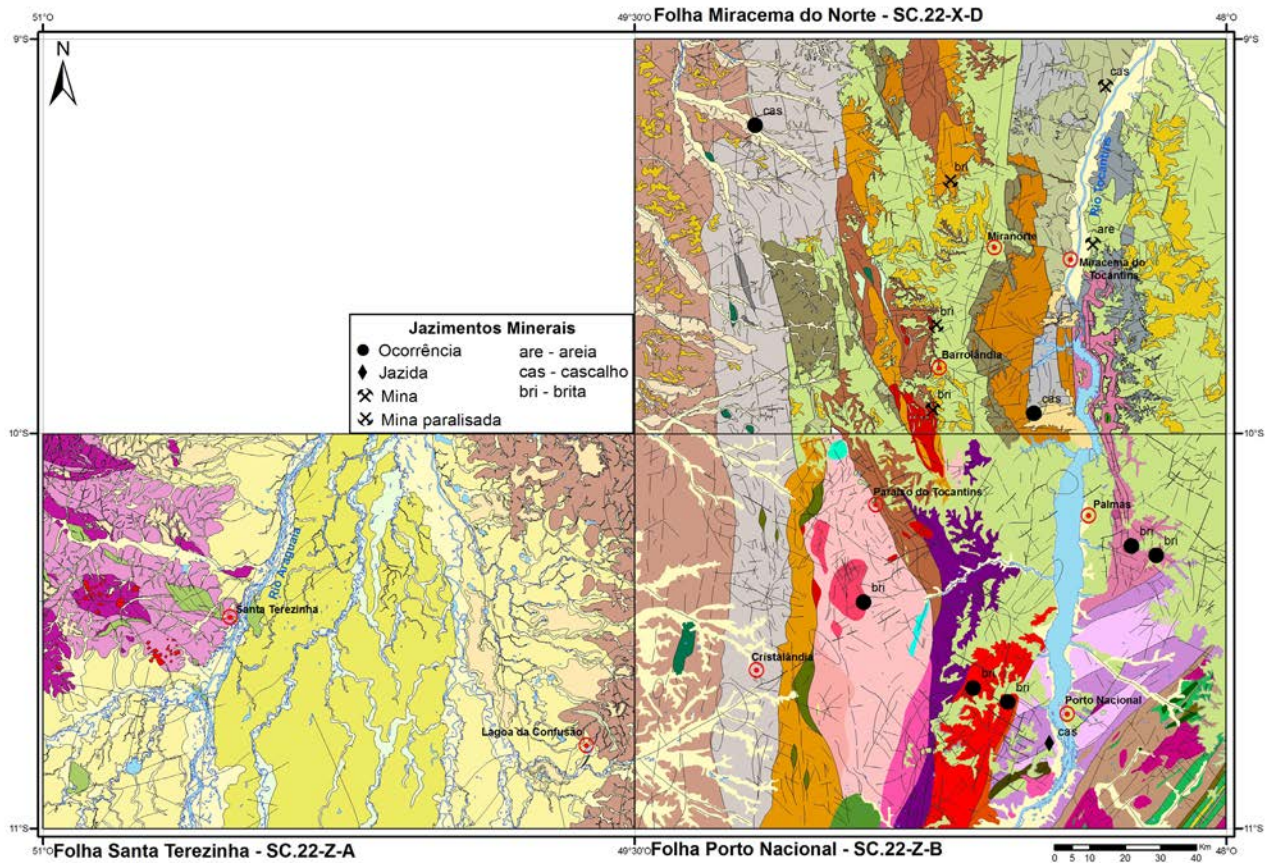 Folha Miracema do Norte - SC.22-X-D
51°O
49°30'O
48°O
9°S
9°S
N
cas
cas
bri
Rio Tocantins
are
Miranorte
Miracema do
Tocantins
Jazimentos Minerais
Ocorrência
Jazida
Mina
Mina paralisada
are - areia
cas - cascalho
bri - brita
bri
Barrolândia
bri
cas
10°S
10°S
Paraíso do Tocantins
Palmas
bri
bri
Rio Araguaia
Santa Terezinha
bri
Cristalândia
bri
bri
Porto Nacional
cas
Lagoa da Confusão
11°S
11°S
51°O
49°30'O
48°O
Folha Santa Terezinha - SC.22-Z-A
Folha Porto Nacional - SC.22-Z-B
0 5 10 20 30 40
Km